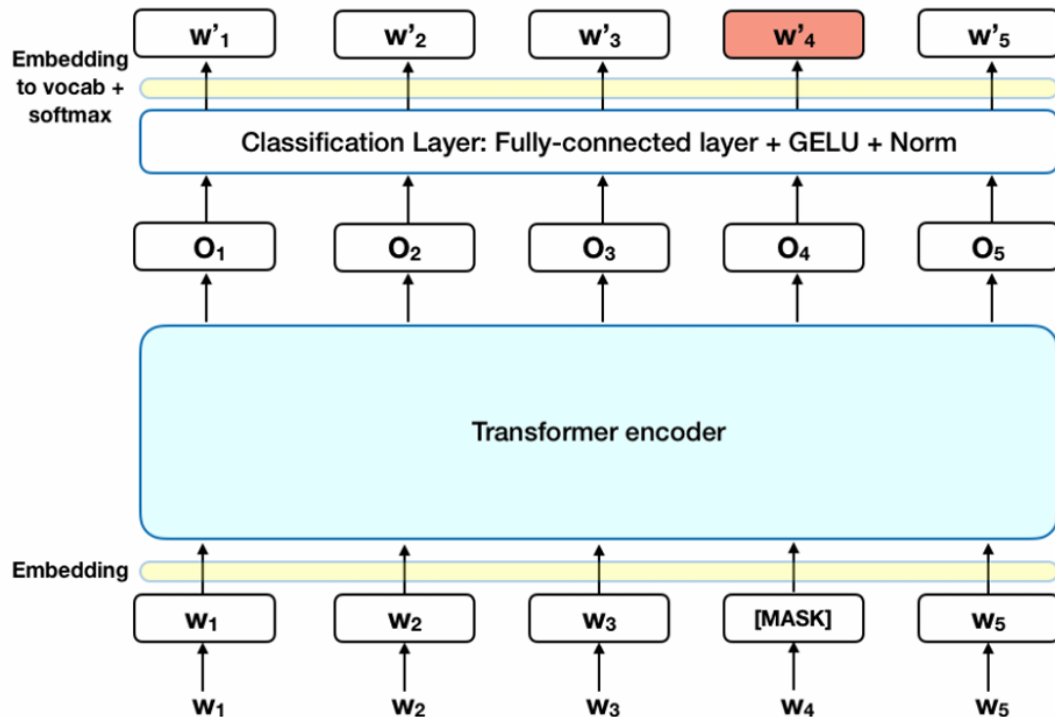 w’₁ w’₂ w’₃ w’₄ w’₅
Embedding
to vocab +
softmax
Classification Layer: Fully-connected layer + GELU + Norm
O₁ O₂ O₃ O₄ O₅
Transformer encoder
Embedding
W₁ W₂ W₃ [MASK] W₅
W₁ W₂ W₃ W₄ W₅